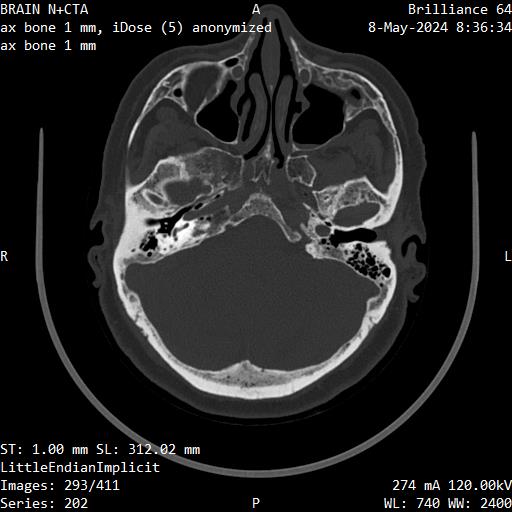 BRAIN N+CTA
ax bone 1 mm, iDose (5) anonymized
ax bone 1 mm
A
Brilliance 64
8-May-2024 8:36:34
R
L
ST: 1.00 mm SL: 312.02 mm
LittleEndianImplicit
Images: 293/411
Series: 202
P
274 mA 120.00kV
WL: 740 WW: 2400